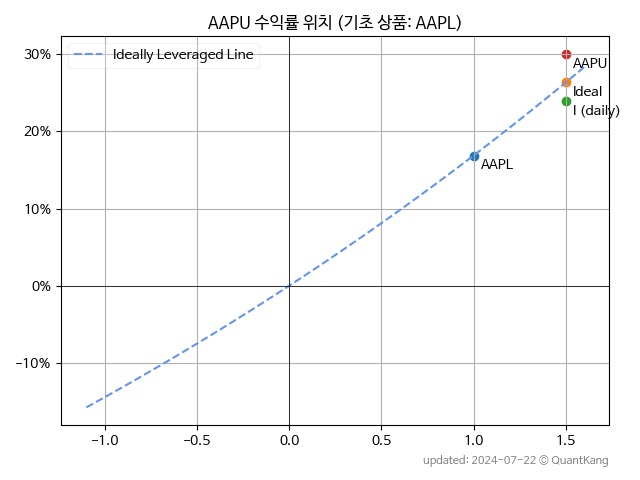 AAPU 수익률 위치 (기초 상품: AAPL)
Ideally Leveraged Line
30%
20%
10%
0%
−10%
AAPU
Ideal
I (daily)
AAPL
−1.0
−0.5
0.0
0.5
1.0
1.5
updated: 2024-07-22 © QuantKang